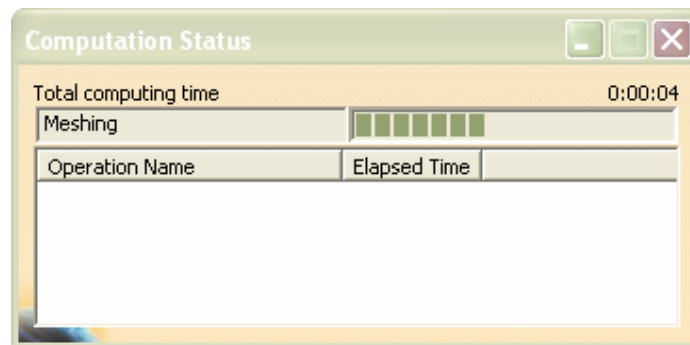 Computation Status
Total computing time 0:00:04
Meshing
Operation Name Elapsed Time